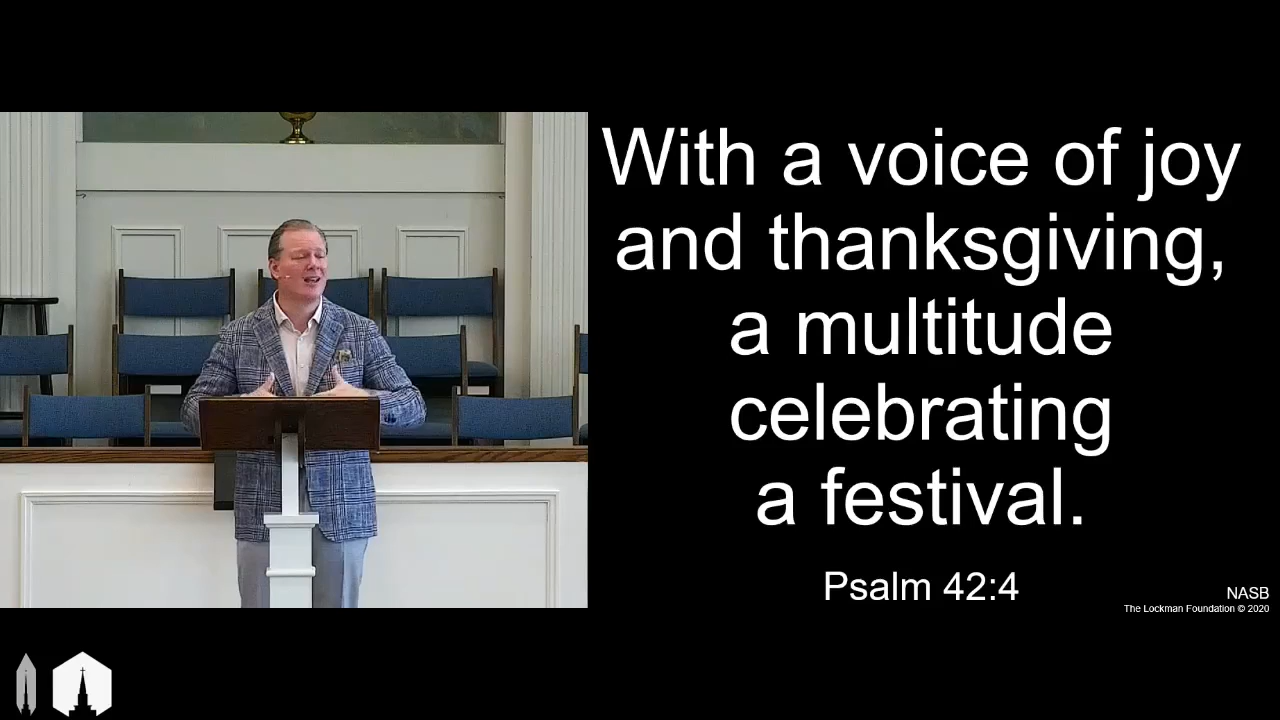 With a voice of joy
and thanksgiving,
a multitude
celebrating
a festival.
Psalm 42:4
NASB
The Lockman Foundation © 2020